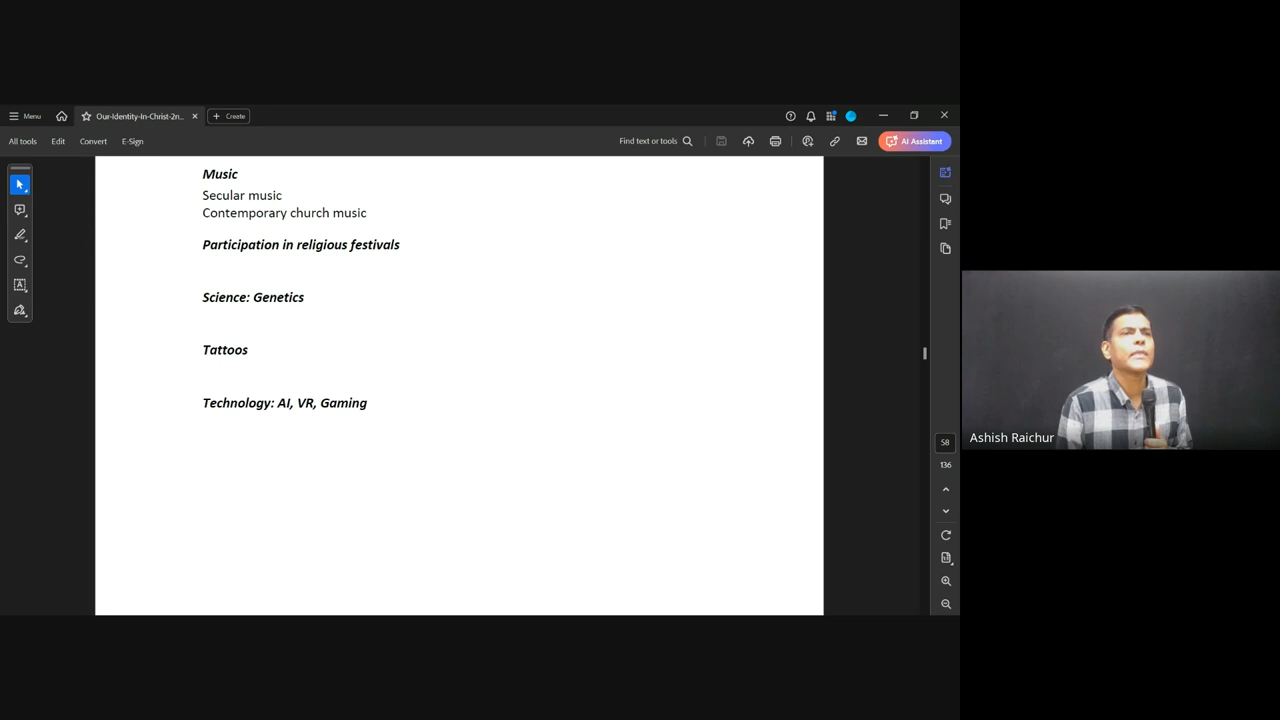 Menu
Our-Identity-In-Christ-2n...
Create
All tools
Edit
Convert
E-Sign
Find text or tools
AI Assistant
Music
Secular music
Contemporary church music
Participation in religious festivals
Science: Genetics
Tattoos
Technology: AI, VR, Gaming
58
136
Ashish Raichur